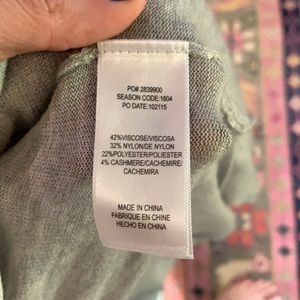 PO# 2839900
SEASON CODE:1604
PO DATE:102115
42%VISCOSE/VISCOSA
32% NYLON/DE NYLON
22%POLYESTER/POLIESTER
4% CASHMERE/CACHEMIRE/
CACHEMIRA
MADE IN CHINA
FABRIQUE EN CHINE
HECHO EN CHINA